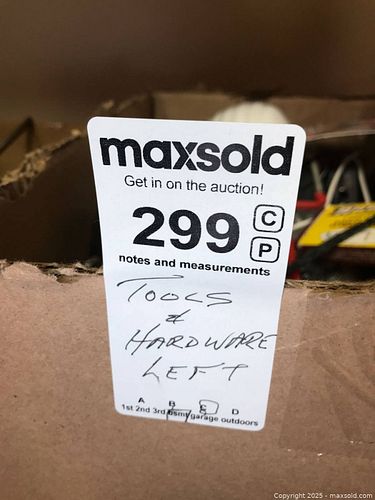 maxsold
Get in on the auction!
299 C
P
notes and measurements
TOOLS
&
HARDWARE
LEFT
A B C D
1st 2nd 3rd bsmt/garage outdoors
Copyright 2025 - maxsold.com